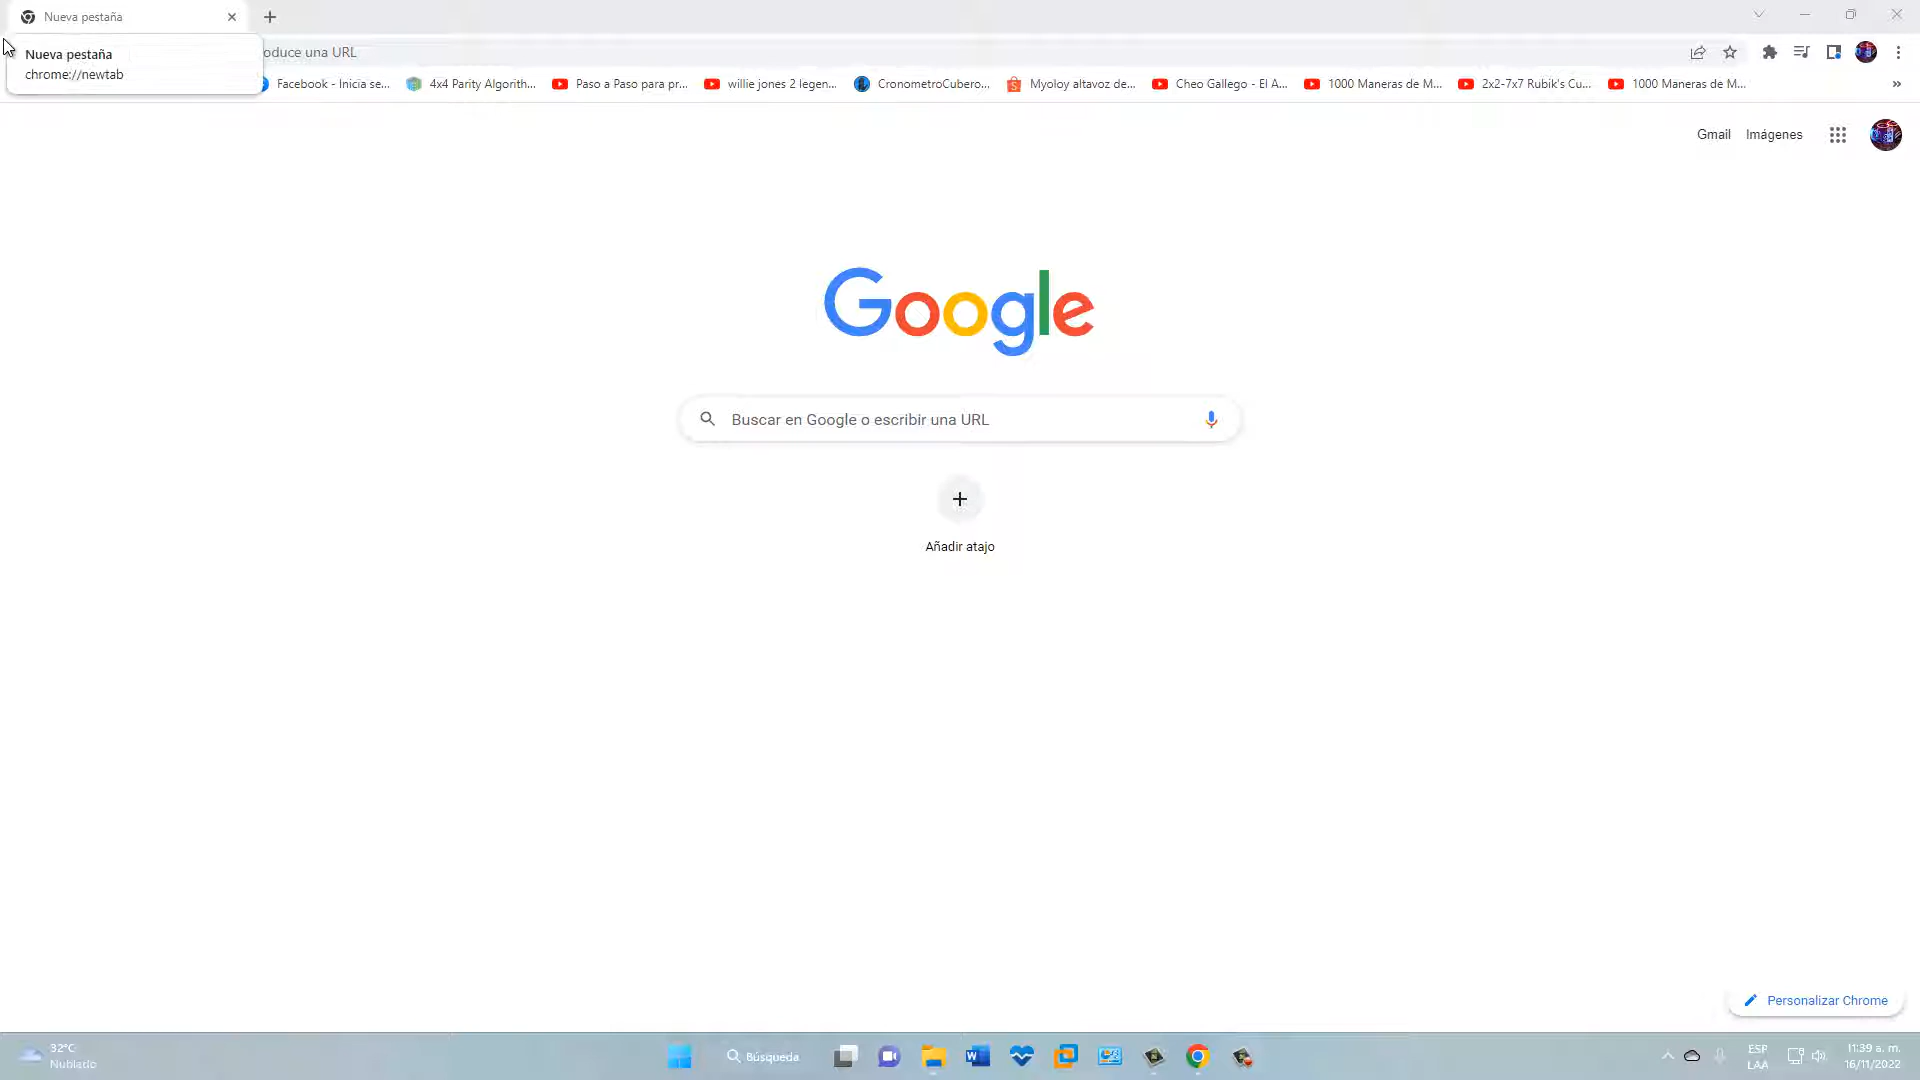 Nueva pestaña
Nueva pestaña
chrome://newtab
oduce una URL
Facebook - Inicia se...
4x4 Parity Algorith...
Paso a Paso para pr...
willie jones 2 legen...
CronometroCubero...
Myoloy altavoz de...
Cheo Gallego - El A...
1000 Maneras de M...
2x2-7x7 Rubik's Cu...
1000 Maneras de M...
»
Gmail
Imágenes
Google
Buscar en Google o escribir una URL
Añadir atajo
Personalizar Chrome
32°C
Nublado
Búsqueda
ESP
LAA
11:39 a. m.
16/11/2022